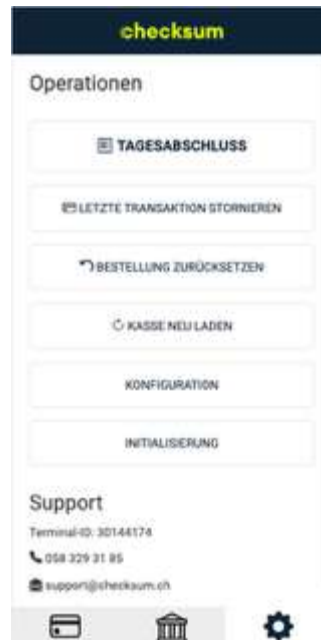 checksum
Operationen
TAGESABSCHLUSS
LETZTE TRANSAKTION STORNIEREN
BESTELLUNG ZURÜCKSETZEN
KASSE NEU LADEN
KONFIGURATION
INITIALISIERUNG
Support
Terminal-ID: 30144174
058 329 31 85
support@checksum.ch